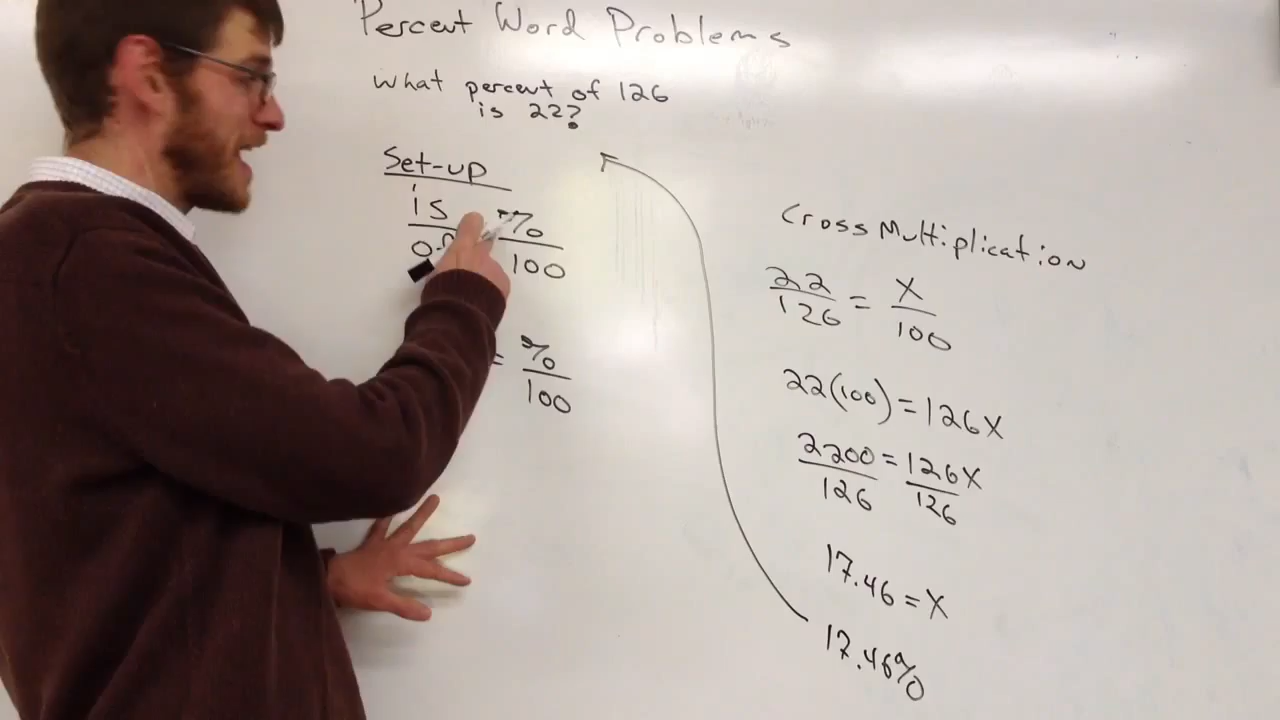 Percent Word Problems
What percent of 126
is 22?
Set-up
is %
100
= %
100
Cross Multiplication
22 = X
126 100
22(100) = 126X
2200 = 126X
126 126
17.46 = X
17.46%